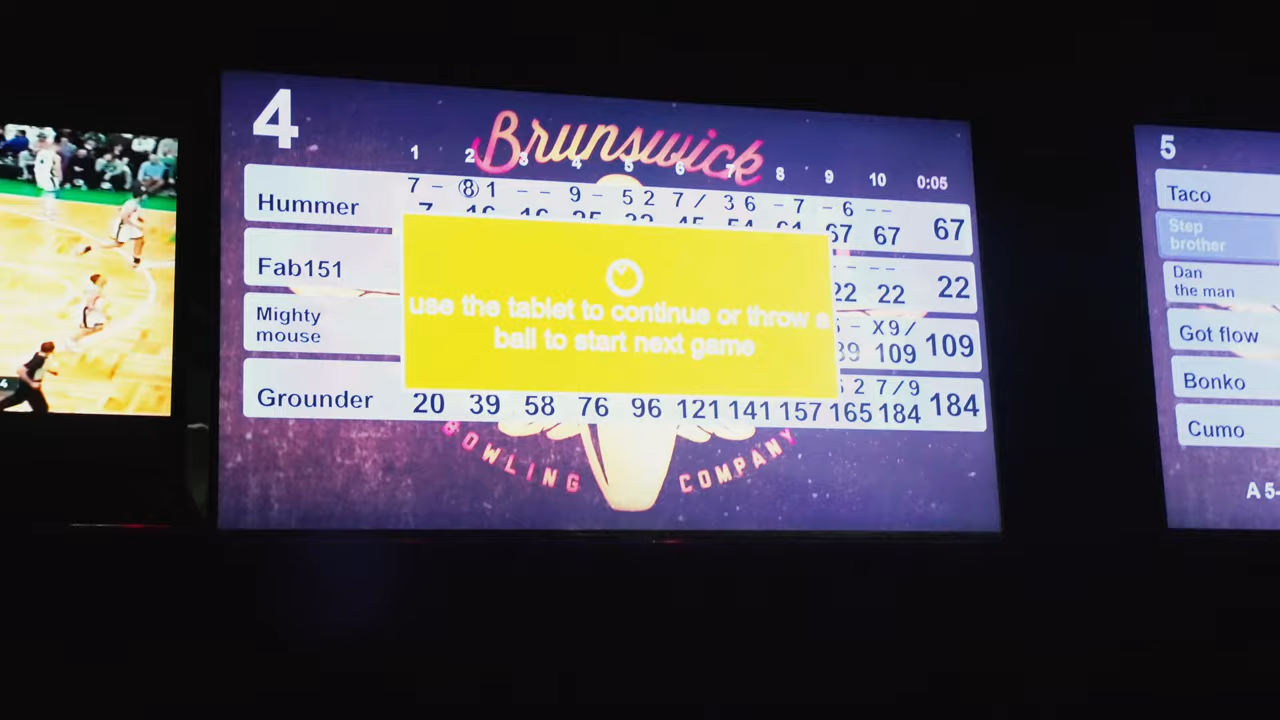 4
Brunswick
1 2 3 4 5 6 7 8 9 10 0:05
Hummer
7 - 8 1 - - 9 - 5 2 7 / 3 6 - 7 - 6 - -
67 67 67
Fab151
- - - -
22 22 22
Mighty
mouse
- X 9 /
109 109
Grounder
2 7 / 9
20 39 58 76 96 121 141 157 165 184 184
use the tablet to continue or throw a
ball to start next game
BOWLING COMPANY
5
Taco
Step
brother
Dan
the man
Got flow
Bonko
Cumo
A 5-
4